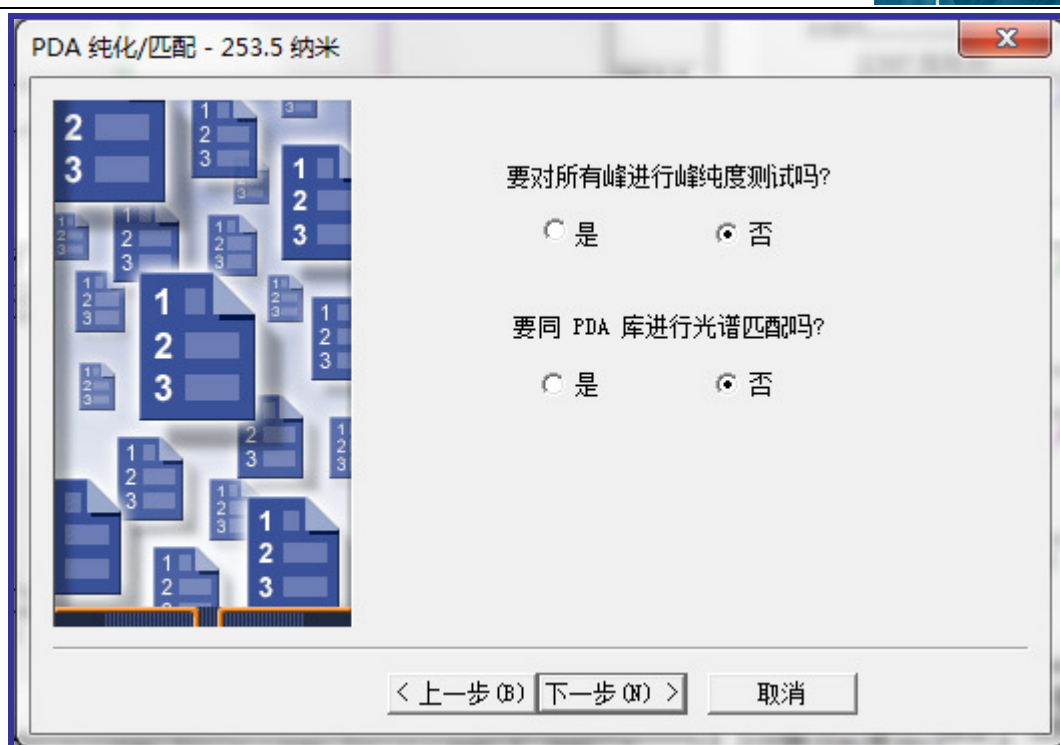 PDA 纯化/匹配 - 253.5 纳米
要对所有峰进行峰纯度测试吗?
是 否
要同 PDA 库进行光谱匹配吗?
是 否
< 上一步(B) 下一步(N) > 取消